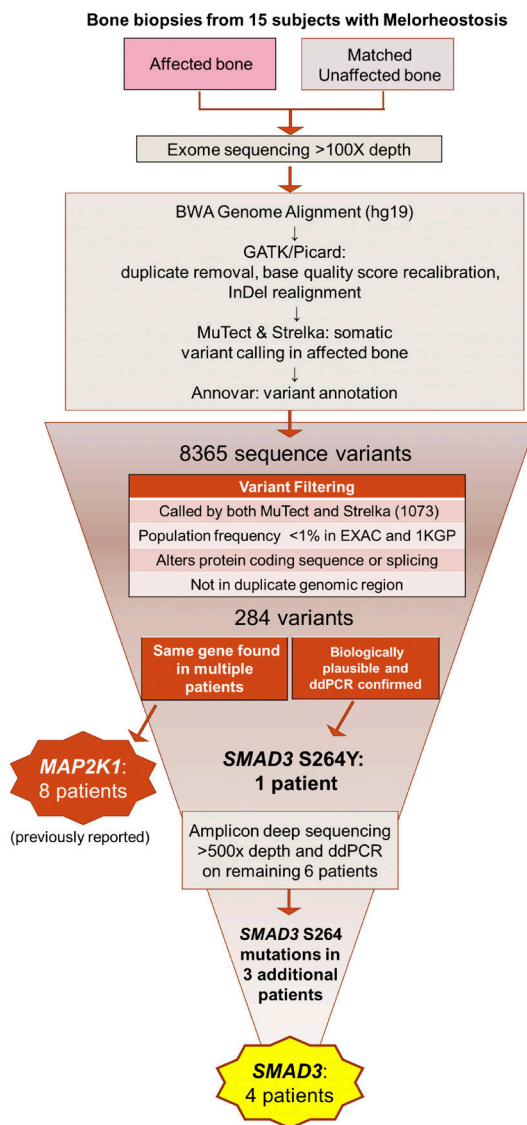 Bone biopsies from 15 subjects with Melorheostosis
Affected bone
Matched
Unaffected bone
Exome sequencing >100X depth
BWA Genome Alignment (hg19)
↓
GATK/Picard:
duplicate removal, base quality score recalibration,
InDel realignment
↓
MuTect & Strelka: somatic
variant calling in affected bone
↓
Annovar: variant annotation
8365 sequence variants
Variant Filtering
Called by both MuTect and Strelka (1073)
Population frequency <1% in EXAC and 1KGP
Alters protein coding sequence or splicing
Not in duplicate genomic region
284 variants
Same gene found
in multiple
patients
Biologically
plausible and
ddPCR confirmed
MAP2K1:
8 patients
(previously reported)
SMAD3 S264Y:
1 patient
Amplicon deep sequencing
>500x depth and ddPCR
on remaining 6 patients
SMAD3 S264
mutations in
3 additional
patients
SMAD3:
4 patients